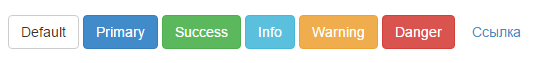 Default Primary Success Info Warning Danger Ссылка